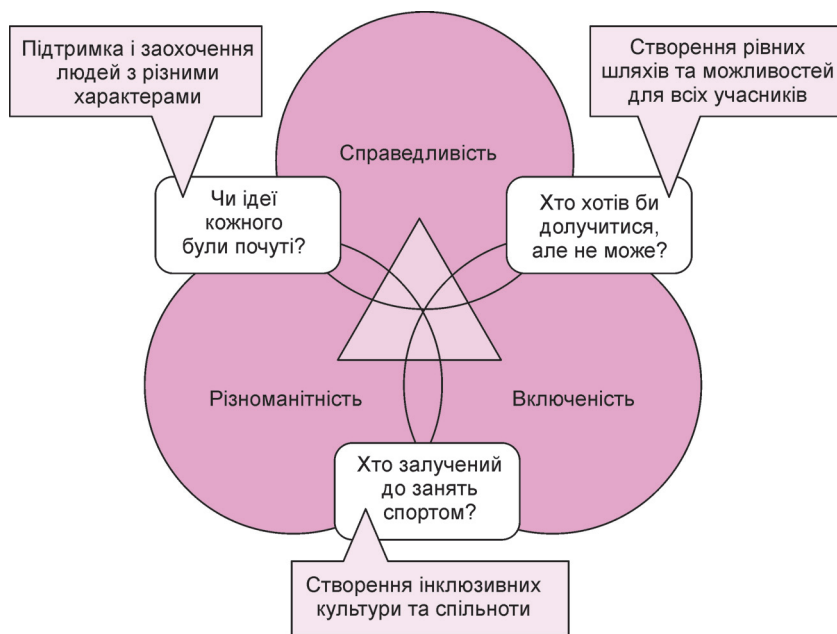 Підтримка і заохочення
людей з різними
характерами
Створення рівних
шляхів та можливостей
для всіх учасників
Справедливість
Чи ідеї
кожного
були почуті?
Хто хотів би
долучитися,
але не може?
Різноманітність
Включеність
Хто залучений
до занять
спортом?
Створення інклюзивних
культури та спільноти